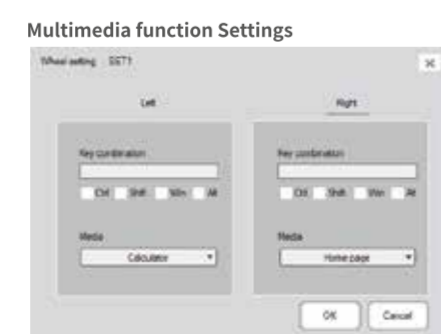 Multimedia function Settings
Wheel setting SET1
Left Right
Key combination Key combination
Ctrl Shift Win Alt Ctrl Shift Win Alt
Media Media
Calculator Home page
OK Cancel